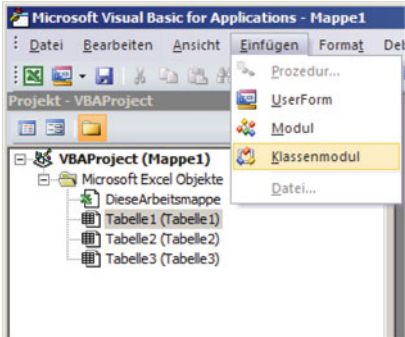 Microsoft Visual Basic for Applications - Mappe1
Datei Bearbeiten Ansicht Einfügen Format Deb
Prozedur...
Projekt - VBAProject
UserForm
Modul
VBAProject (Mappe1)
Klassenmodul
Microsoft Excel Objekte
DieseArbeitsmappe
Datei...
Tabelle1 (Tabelle1)
Tabelle2 (Tabelle2)
Tabelle3 (Tabelle3)